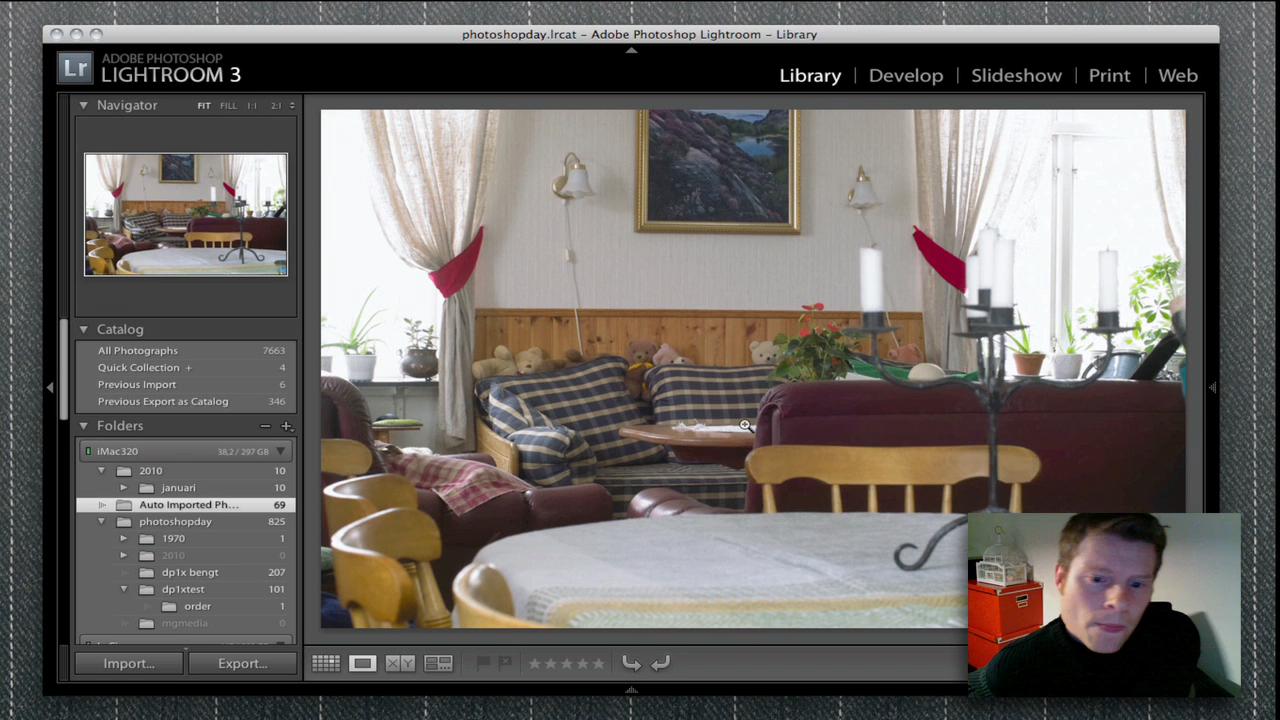 photoshopday.lrcat – Adobe Photoshop Lightroom – Library
Lr ADOBE PHOTOSHOP
LIGHTROOM 3
Library | Develop | Slideshow | Print | Web
Navigator FIT FILL 1:1 2:1
Catalog
All Photographs 7663
Quick Collection + 4
Previous Import 6
Previous Export as Catalog 346
Folders
iMac320 38,2 / 297 GB
2010 10
januari 1
Auto Imported Ph... 69
photoshopday 825
1970 1
2010 0
dp1x bengt 207
dp1xtest 101
order 1
mgmedia 0
Import...
Export...
XY